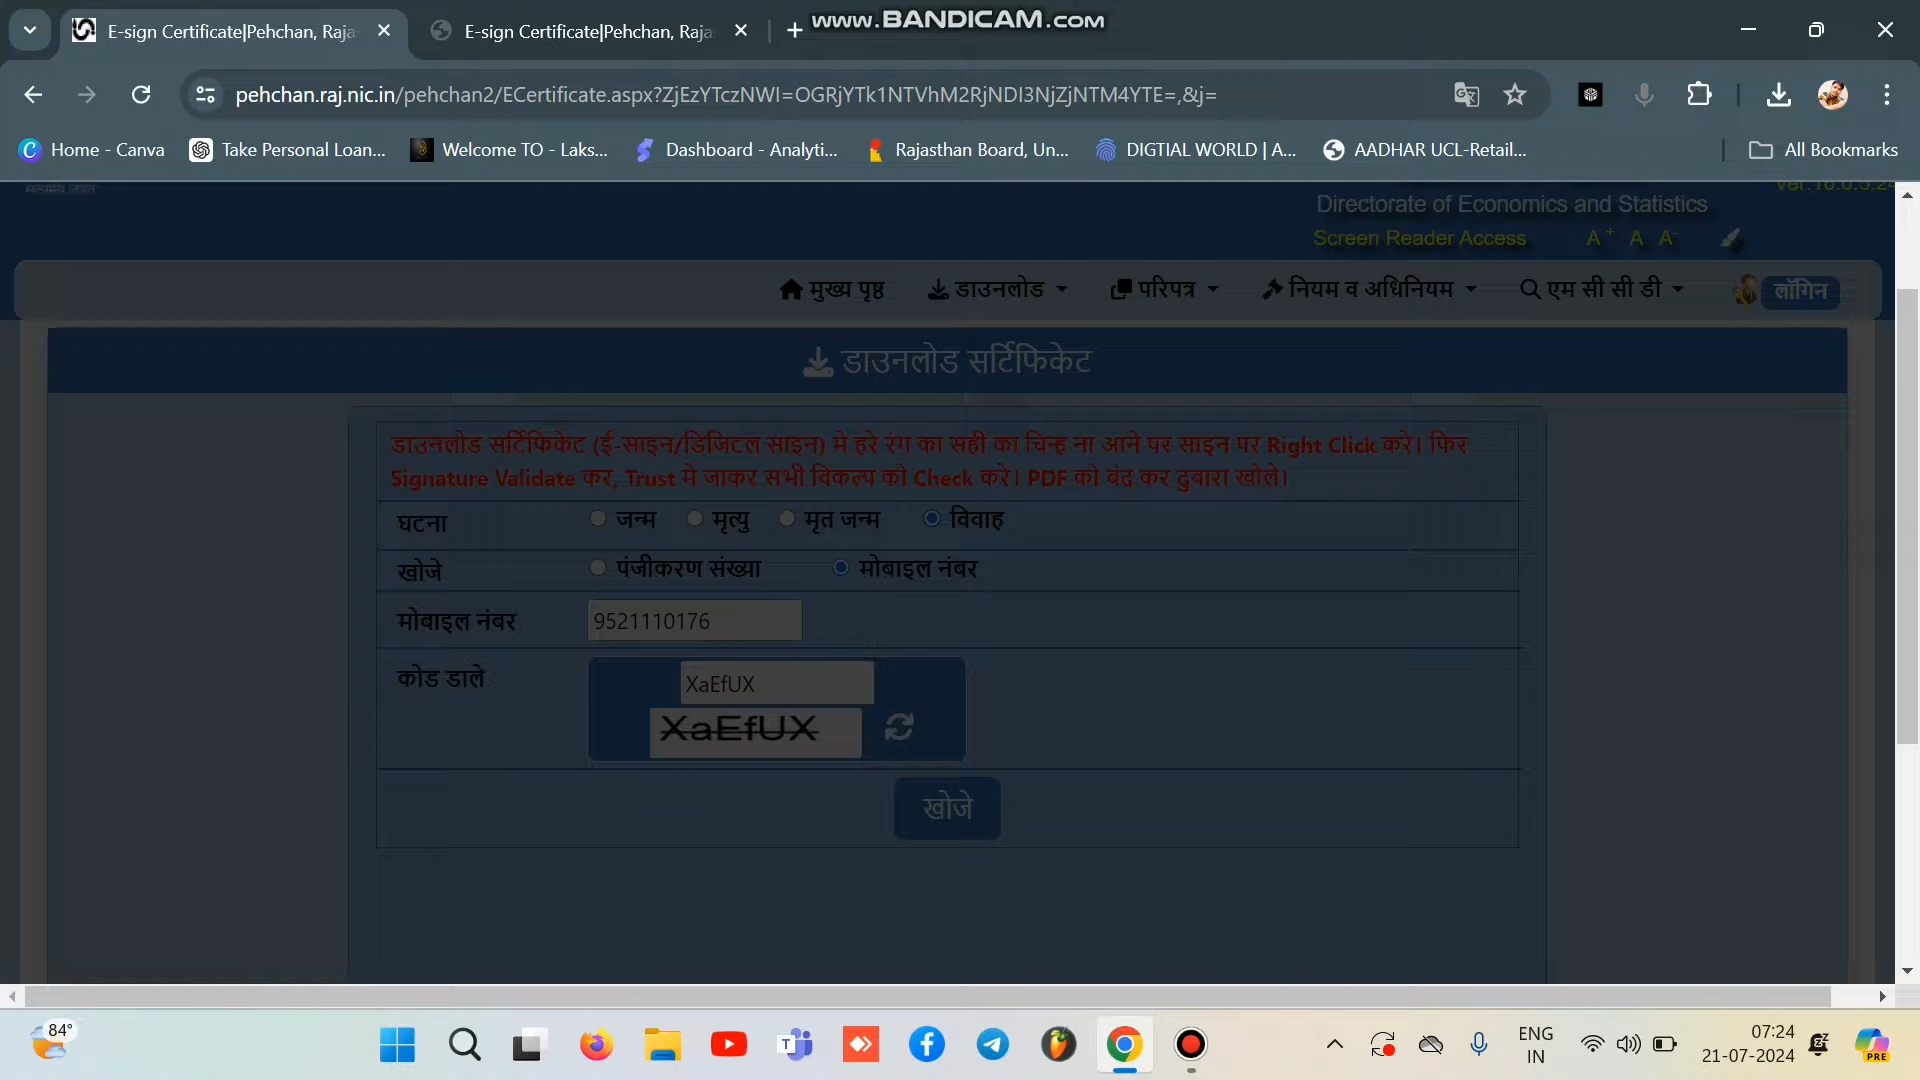 www.BANDICAM.com
E-sign Certificate|Pehchan, Raja
E-sign Certificate|Pehchan, Raja
pehchan.raj.nic.in/pehchan2/ECertificate.aspx?ZjEzYTczNWI=OGRjYTk1NTVhM2RjNDI3NjZjNTM4YTE=,&j=
Home - Canva
Take Personal Loan...
Welcome TO - Laks...
Dashboard - Analyti...
Rajasthan Board, Un...
DIGTIAL WORLD | A...
AADHAR UCL-Retail...
All Bookmarks
Directorate of Economics and Statistics
Screen Reader Access A+ A A-
मुख्य पृष्ठ
डाउनलोड
परिपत्र
नियम व अधिनियम
एम सी सी डी
लॉगिन
डाउनलोड सर्टिफिकेट
डाउनलोड सर्टिफिकेट (ई-साइन/डिजिटल साइन) मे हरे रंग का सही का चिन्ह ना आने पर साइन पर Right Click करे। फिर
Signature Validate कर, Trust मे जाकर सभी विकल्प को Check करे। PDF को बंद कर दुबारा खोले।
घटना जन्म मृत्यु मृत जन्म विवाह
खोजे पंजीकरण संख्या मोबाइल नंबर
मोबाइल नंबर 9521110176
कोड डाले XaEfUX
XaEfUX
खोजे
84°
ENG
IN
07:24
21-07-2024
PRE